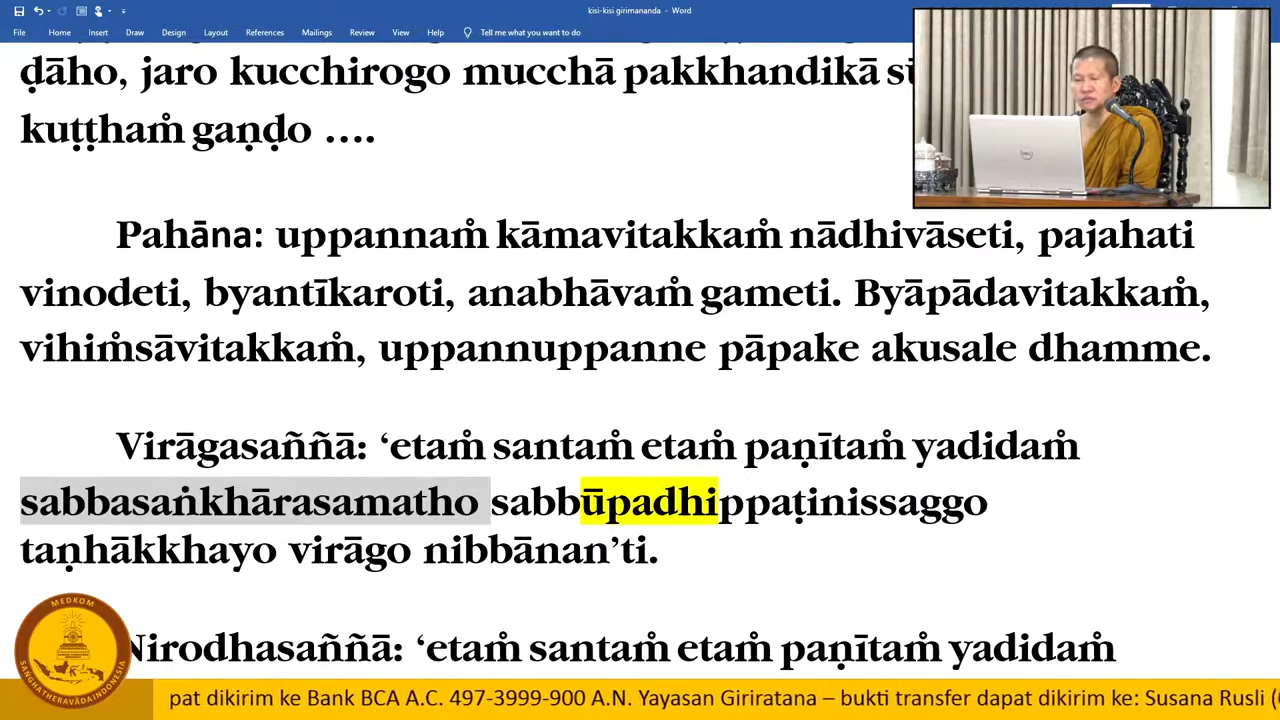 kisi-kisi girimananda - Word
File Home Insert Draw Design Layout References Mailings Review View Help Tell me what you want to do
ḍāho, jaro kucchirogo mucchā pakkhandikā
kuṭṭhaṁ gaṇḍo ….
Pahāna: uppannaṁ kāmavitakkaṁ nādhivāseti, pajahati
vinodeti, byantīkaroti, anabhāvaṁ gameti. Byāpādavitakkaṁ,
vihiṁsāvitakkaṁ, uppannuppanne pāpake akusale dhamme.
Virāgasaññā: ‘etaṁ santaṁ etaṁ paṇītaṁ yadidaṁ
sabbasaṅkhārasamatho sabbūpadhippaṭinissaggo
taṇhākkhayo virāgo nibbānan’ti.
Nirodhasaññā: ‘etaṁ santaṁ etaṁ paṇītaṁ yadidaṁ
MEDKOM
SANGHA THERAVĀDA INDONESIA
pat dikirim ke Bank BCA A.C. 497-3999-900 A.N. Yayasan Giriratana – bukti transfer dapat dikirim ke: Susana Rusli (
DELL